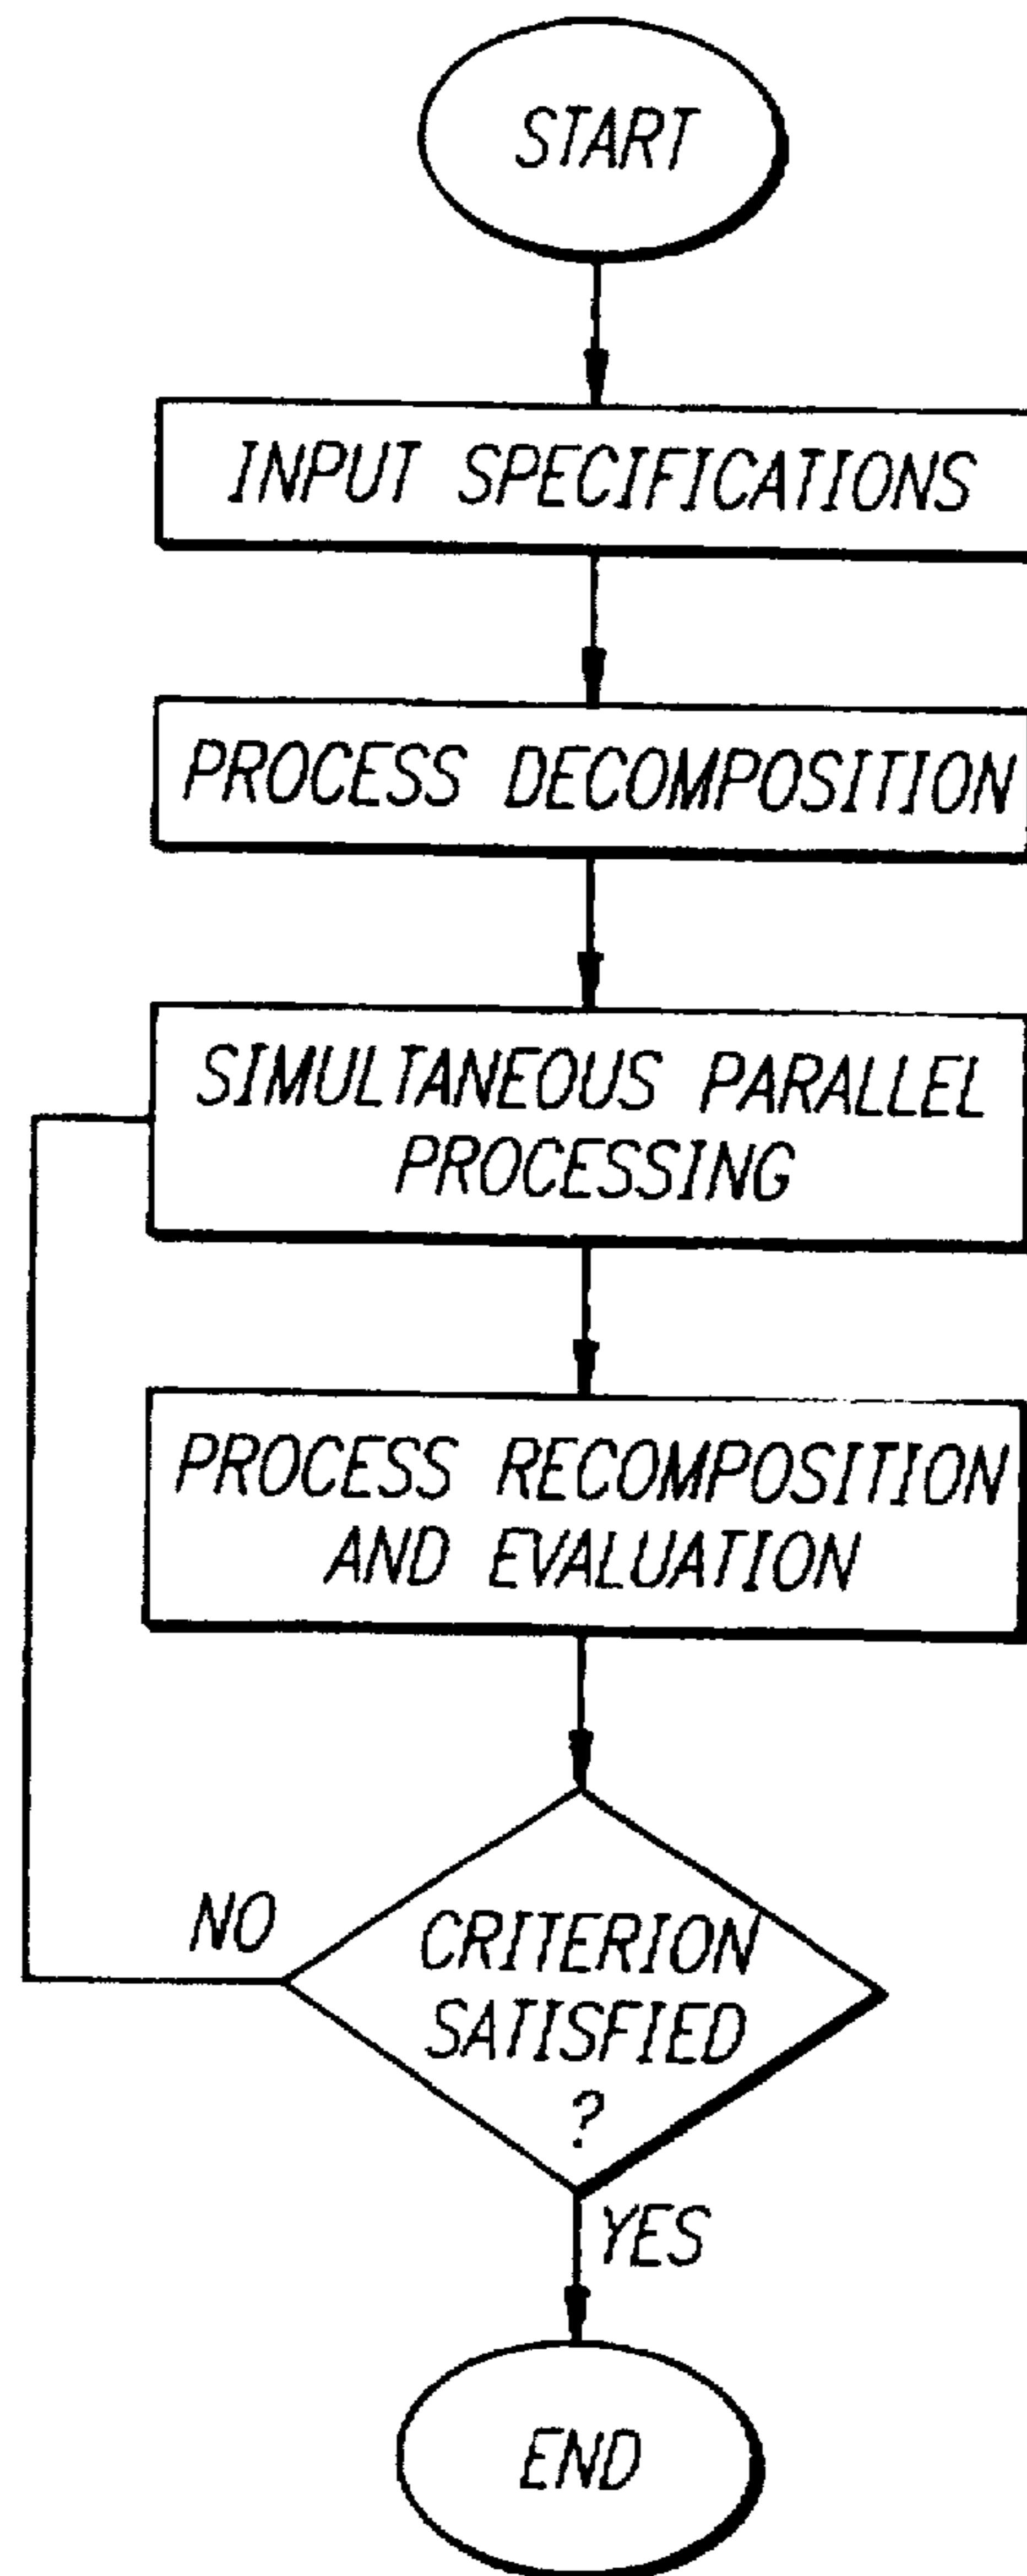 START
INPUT SPECIFICATIONS
PROCESS DECOMPOSITION
SIMULTANEOUS PARALLEL
PROCESSING
PROCESS RECOMPOSITION
AND EVALUATION
NO
CRITERION
SATISFIED
?
YES
END